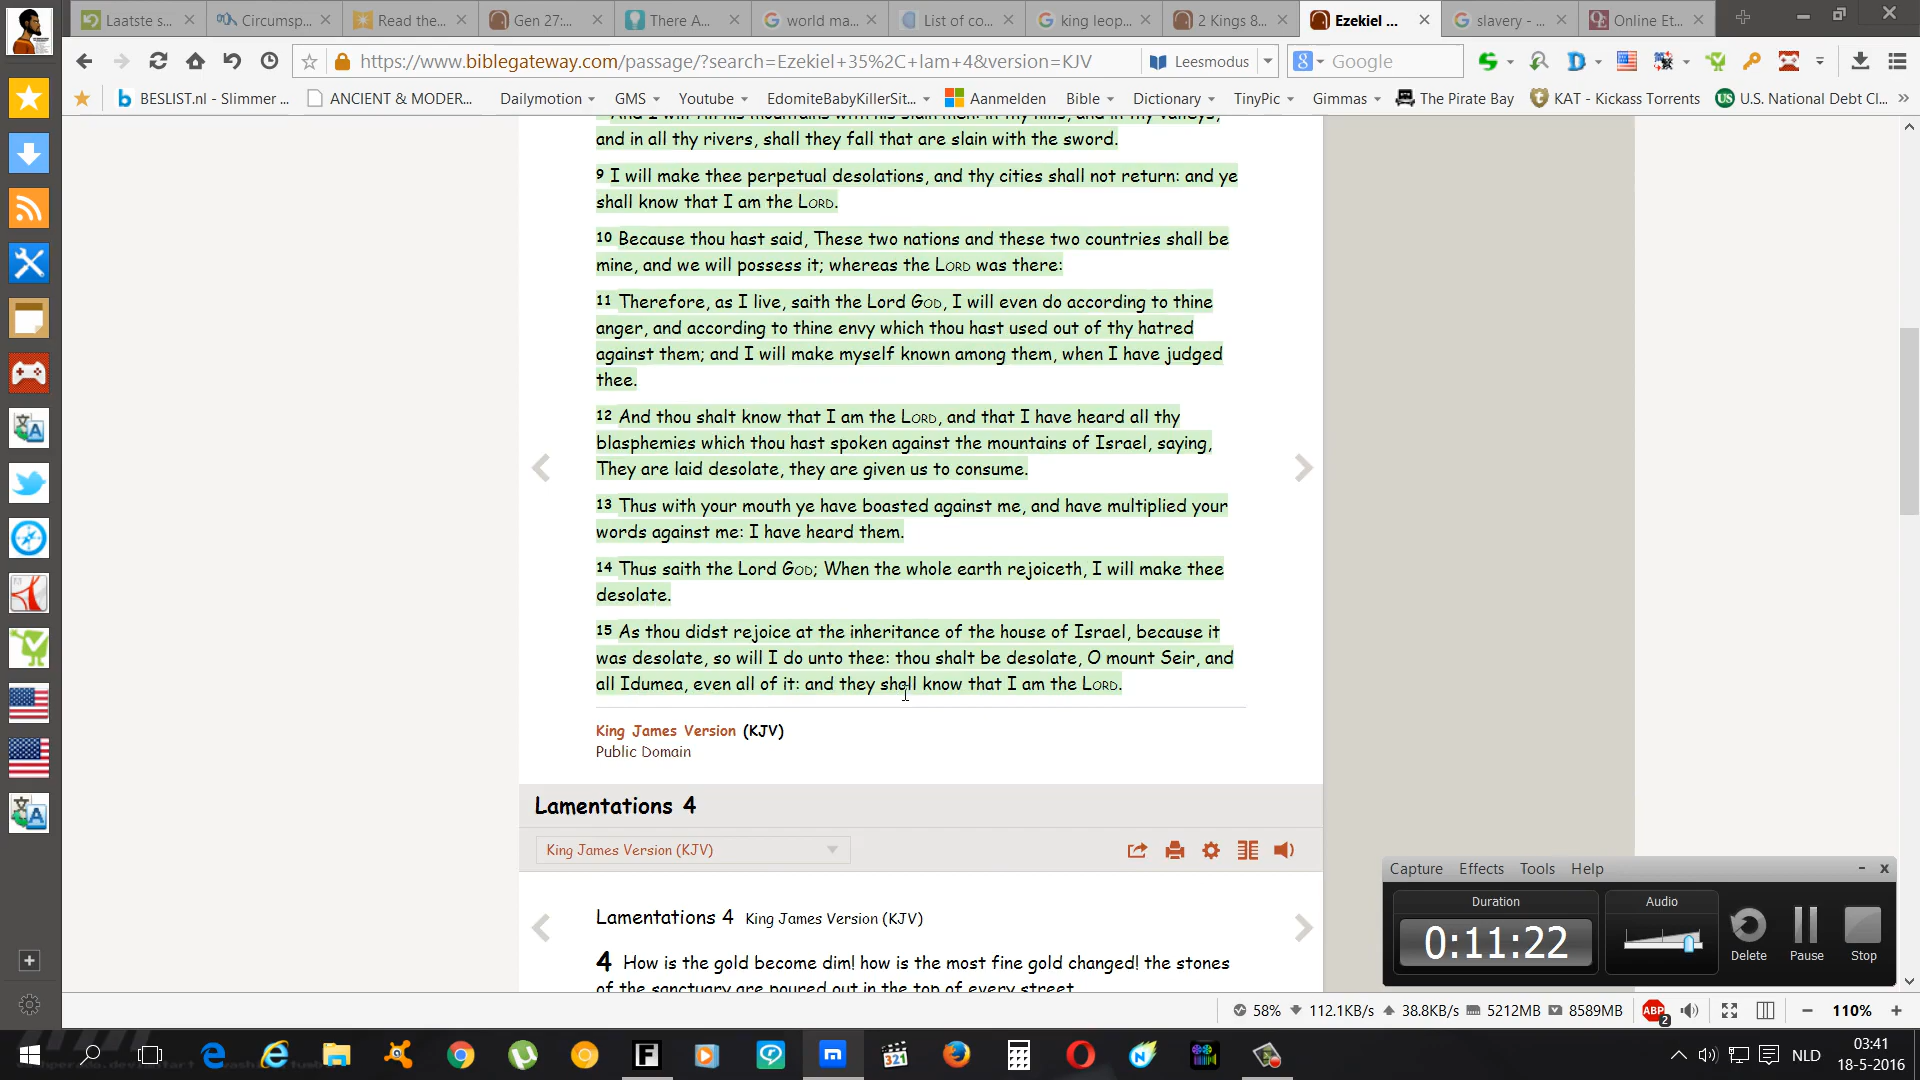 Laatste s...
Circumsp...
Read the...
Gen 27:...
There A...
world ma...
List of co...
king leop...
2 Kings 8...
Ezekiel ...
slavery - ...
Online Et...
https://www.biblegateway.com/passage/?search=Ezekiel+35%2C+lam+4&version=KJV
Leesmodus
Google
BESLIST.nl - Slimmer ...
ANCIENT & MODER...
Dailymotion
GMS
Youtube
EdomiteBabyKillerSit...
Aanmelden
Bible
Dictionary
TinyPic
Gimmas
The Pirate Bay
KAT - Kickass Torrents
U.S. National Debt Cl...
and in all thy rivers, shall they fall that are slain with the sword.
9 I will make thee perpetual desolations, and thy cities shall not return: and ye
shall know that I am the LORD.
10 Because thou hast said, These two nations and these two countries shall be
mine, and we will possess it; whereas the LORD was there:
11 Therefore, as I live, saith the Lord GOD, I will even do according to thine
anger, and according to thine envy which thou hast used out of thy hatred
against them; and I will make myself known among them, when I have judged
thee.
12 And thou shalt know that I am the LORD, and that I have heard all thy
blasphemies which thou hast spoken against the mountains of Israel, saying,
They are laid desolate, they are given us to consume.
13 Thus with your mouth ye have boasted against me, and have multiplied your
words against me: I have heard them.
14 Thus saith the Lord GOD; When the whole earth rejoiceth, I will make thee
desolate.
15 As thou didst rejoice at the inheritance of the house of Israel, because it
was desolate, so will I do unto thee: thou shalt be desolate, O mount Seir, and
all Idumea, even all of it: and they shall know that I am the LORD.
King James Version (KJV)
Public Domain
Lamentations 4
King James Version (KJV)
Lamentations 4 King James Version (KJV)
4 How is the gold become dim! how is the most fine gold changed! the stones
of the sanctuary are poured out in the top of every street.
Capture Effects Tools Help
Duration
0:11:22
Audio
Delete
Pause
Stop
58%
112.1KB/s
38.8KB/s
5212MB
8589MB
ABP
2
110%
321
NLD
03:41
18-5-2016